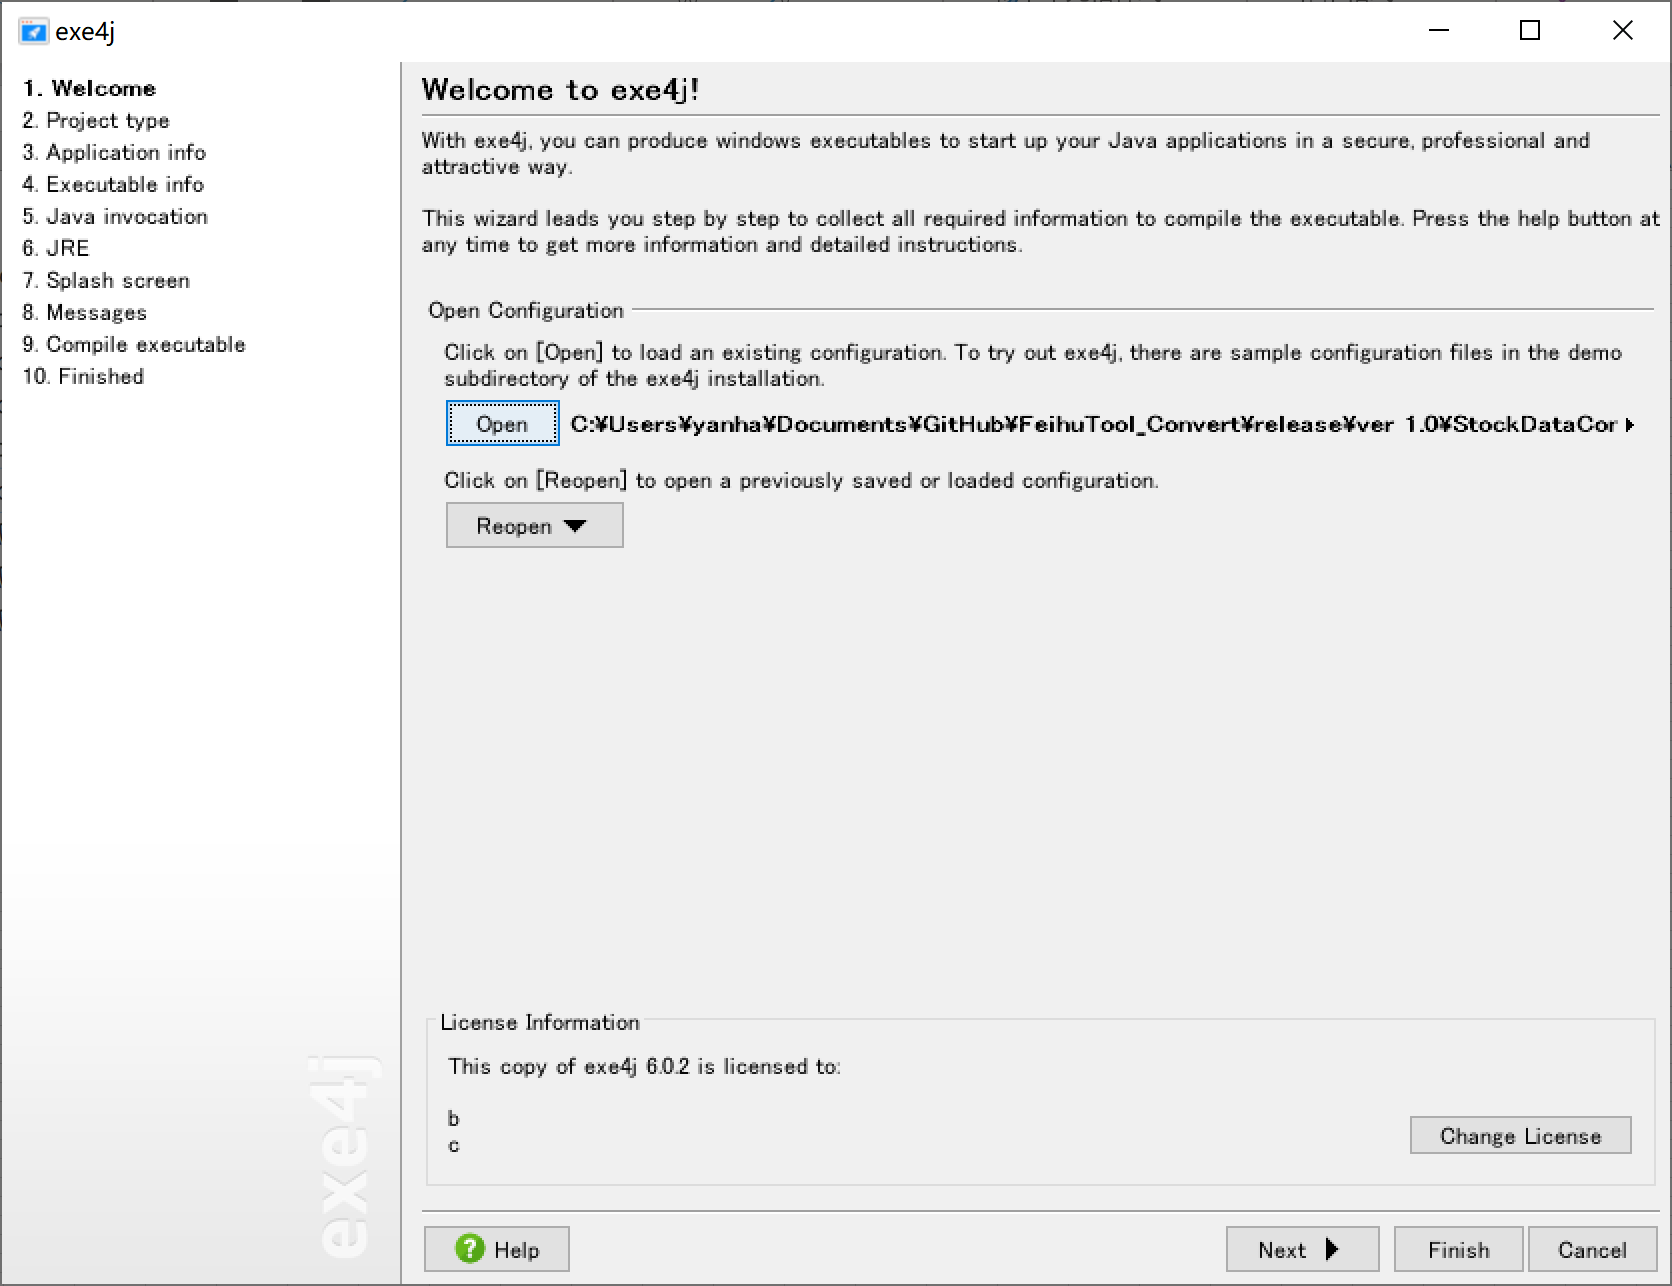 exe4j
1. Welcome
2. Project type
3. Application info
4. Executable info
5. Java invocation
6. JRE
7. Splash screen
8. Messages
9. Compile executable
10. Finished
exe4j
Welcome to exe4j!
With exe4j, you can produce windows executables to start up your Java applications in a secure, professional and
attractive way.
This wizard leads you step by step to collect all required information to compile the executable. Press the help button at
any time to get more information and detailed instructions.
Open Configuration
Click on [Open] to load an existing configuration. To try out exe4j, there are sample configuration files in the demo
subdirectory of the exe4j installation.
Open C:¥Users¥yanha¥Documents¥GitHub¥FeihuTool_Convert¥release¥ver 1.0¥StockDataCor
Click on [Reopen] to open a previously saved or loaded configuration.
Reopen
License Information
This copy of exe4j 6.0.2 is licensed to:
b
c
Change License
Help Next Finish Cancel